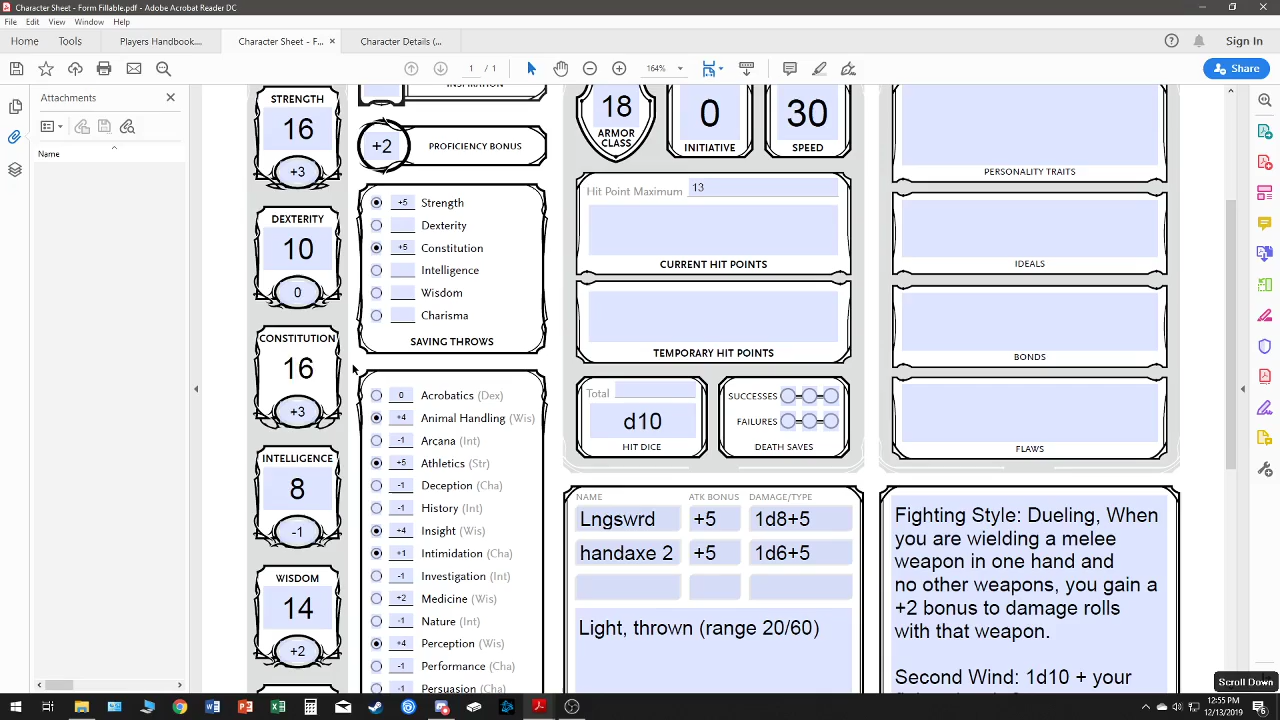 Character Sheet - Form Fillable.pdf - Adobe Acrobat Reader DC
File Edit View Window Help
Home Tools Players Handbook... Character Sheet - F... × Character Details (...
1 / 1 164% Share
Sign In
Attachments
Name
STRENGTH
16
+3
DEXTERITY
10
0
CONSTITUTION
16
+3
INTELLIGENCE
8
-1
WISDOM
14
+2
INSPIRATION
+2 PROFICIENCY BONUS
+5 Strength
Dexterity
+5 Constitution
Intelligence
Wisdom
Charisma
SAVING THROWS
0 Acrobatics (Dex)
+4 Animal Handling (Wis)
-1 Arcana (Int)
+5 Athletics (Str)
-1 Deception (Cha)
-1 History (Int)
+4 Insight (Wis)
+1 Intimidation (Cha)
-1 Investigation (Int)
+2 Medicine (Wis)
-1 Nature (Int)
+4 Perception (Wis)
-1 Performance (Cha)
-1 Persuasion (Cha)
18
ARMOR
CLASS
0
INITIATIVE
30
SPEED
Hit Point Maximum 13
CURRENT HIT POINTS
TEMPORARY HIT POINTS
Total
d10
HIT DICE
SUCCESSES
FAILURES
DEATH SAVES
NAME ATK BONUS DAMAGE/TYPE
Lngswrd +5 1d8+5
handaxe 2 +5 1d6+5
Light, thrown (range 20/60)
PERSONALITY TRAITS
IDEALS
BONDS
FLAWS
Fighting Style: Dueling, When
you are wielding a melee
weapon in one hand and
no other weapons, you gain a
+2 bonus to damage rolls
with that weapon.
Second Wind: 1d10 + your
Scroll Down
12:55 PM
12/13/2019